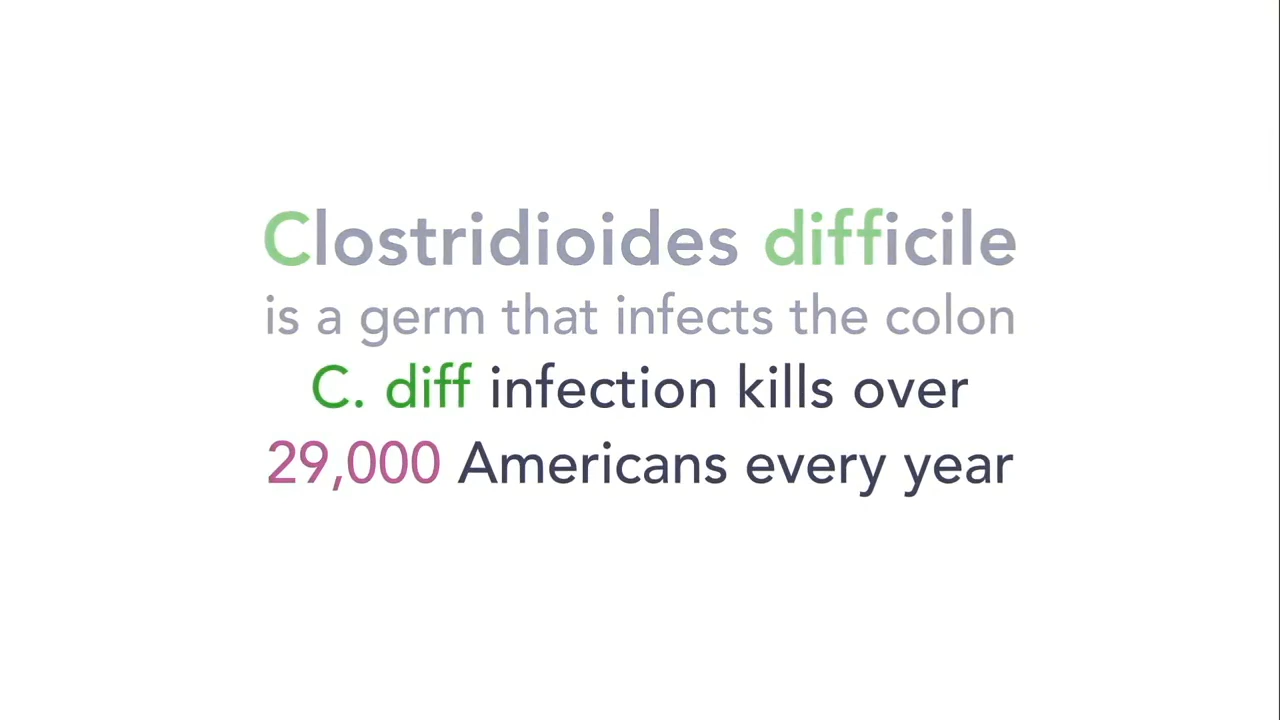 Clostridioides difficile
is a germ that infects the colon
C. diff infection kills over
29,000 Americans every year